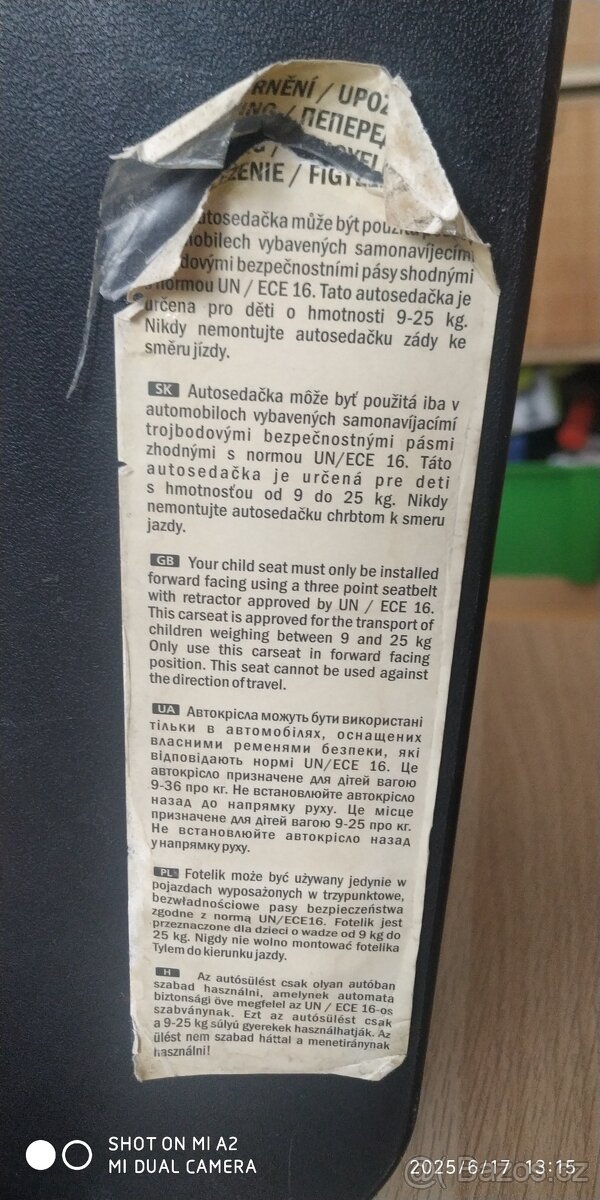 RNĚNÍ / UPOZ
ING / ПЕПЕРЕ
ŻENIE / FIGYEL
utosedačka může být použita
mobilech vybavených samonavíjecími
dovými bezpečnostními pásy shodnými
s normou UN / ECE 16. Tato autosedačka je
určena pro děti o hmotnosti 9-25 kg.
Nikdy nemontujte autosedačku zády ke
směru jízdy.
SK Autosedačka môže byť použitá iba v
automobiloch vybavených samonavíjacímí
trojbodovými bezpečnostnými pásmi
zhodnými s normou UN/ECE 16. Táto
autosedačka je určená pre deti
s hmotnosťou od 9 do 25 kg. Nikdy
nemontujte autosedačku chrbtom k smeru
jazdy.
GB Your child seat must only be installed
forward facing using a three point seatbelt
with retractor approved by UN / ECE 16.
This carseat is approved for the transport of
children weighing between 9 and 25 kg
Only use this carseat in forward facing
position. This seat cannot be used against
the direction of travel.
UA Автокрісла можуть бути використані
тільки в автомобілях, оснащених
власними ременями безпеки, які
відповідають нормі UN/ECE 16. Це
автокрісло призначене для дітей вагою
9-36 про кг. Не встановлюйте автокрісло
назад до напрямку руху. Це місце
призначене для дітей вагою 9-25 про кг.
Не встановлюйте автокрісло назад
у напрямку руху.
PL Fotelik może być używany jedynie w
pojazdach wyposażonych w trzypunktowe,
bezwładnościowe pasy bezpieczeństwa
zgodne z normą UN/ECE16. Fotelik jest
przeznaczone dla dzieci o wadze od 9 kg do
25 kg. Nigdy nie wolno montować fotelika
Tylem do kierunku jazdy.
H Az autósülést csak olyan autóban
szabad használni, amelynek automata
biztonsági öve megfelel az UN / ECE 16-os
szabványnak. Ezt az autósülést csak
a 9-25 kg súlyú gyerekek használhatják. Az
ülést nem szabad háttal a menetiránynak
használni!
SHOT ON MI A2
MI DUAL CAMERA
2025/6/17 13:15
Bazos.cz